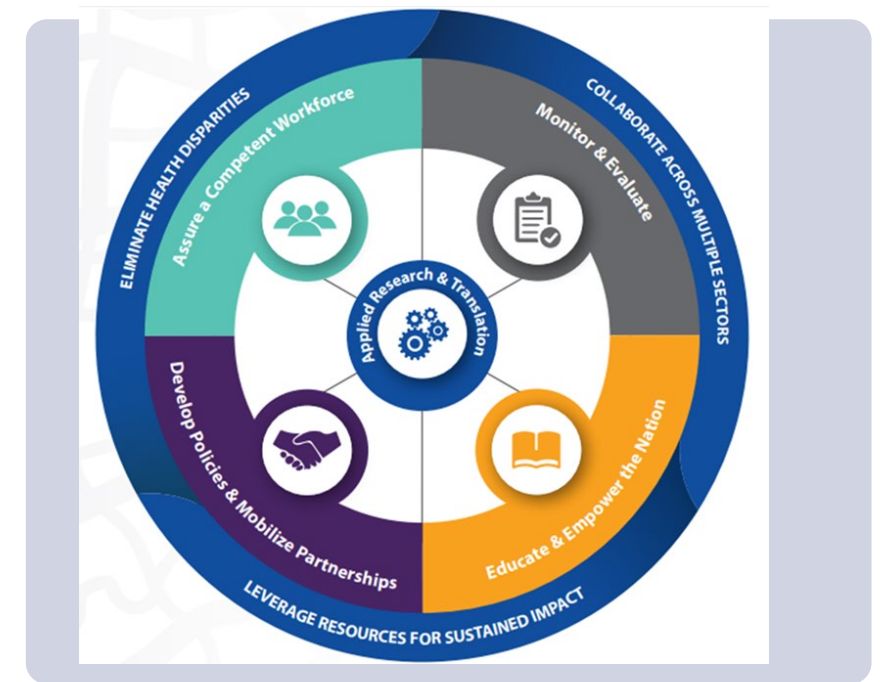 ELIMINATE HEALTH DISPARITIES
COLLABORATE ACROSS MULTIPLE SECTORS
Assure a Competent Workforce
Monitor & Evaluate
Applied Research & Translation
Develop Policies & Mobilize Partnerships
Educate & Empower the Nation
LEVERAGE RESOURCES FOR SUSTAINED IMPACT